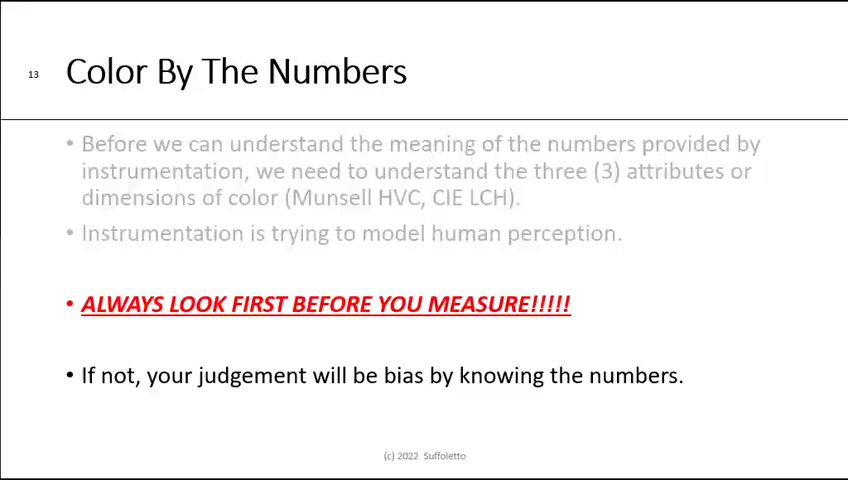 13
Color By The Numbers
• Before we can understand the meaning of the numbers provided by
instrumentation, we need to understand the three (3) attributes or
dimensions of color (Munsell HVC, CIE LCH).
• Instrumentation is trying to model human perception.
• ALWAYS LOOK FIRST BEFORE YOU MEASURE!!!!!
• If not, your judgement will be bias by knowing the numbers.
(c) 2022 Suffoletto